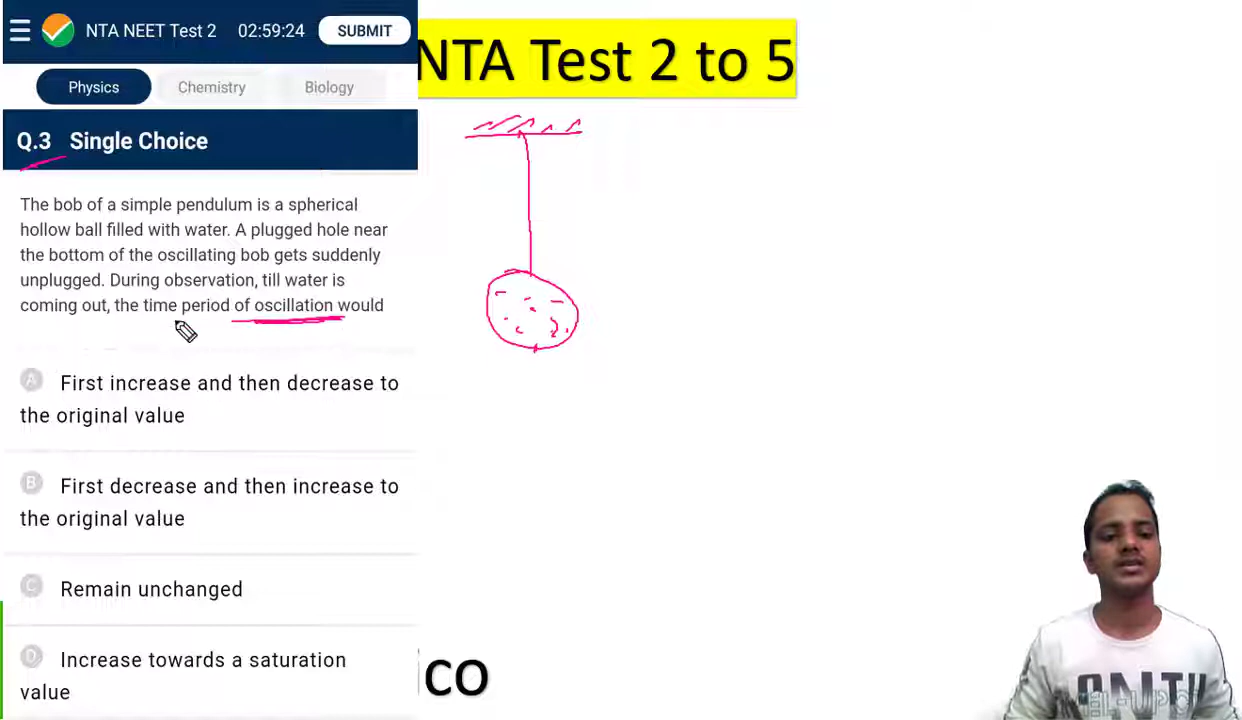 NTA NEET Test 2 02:59:24 SUBMIT
NTA Test 2 to 5
Physics Chemistry Biology
Q.3 Single Choice
The bob of a simple pendulum is a spherical
hollow ball filled with water. A plugged hole near
the bottom of the oscillating bob gets suddenly
unplugged. During observation, till water is
coming out, the time period of oscillation would
A First increase and then decrease to
the original value
B First decrease and then increase to
the original value
C Remain unchanged
D Increase towards a saturation
value
ico